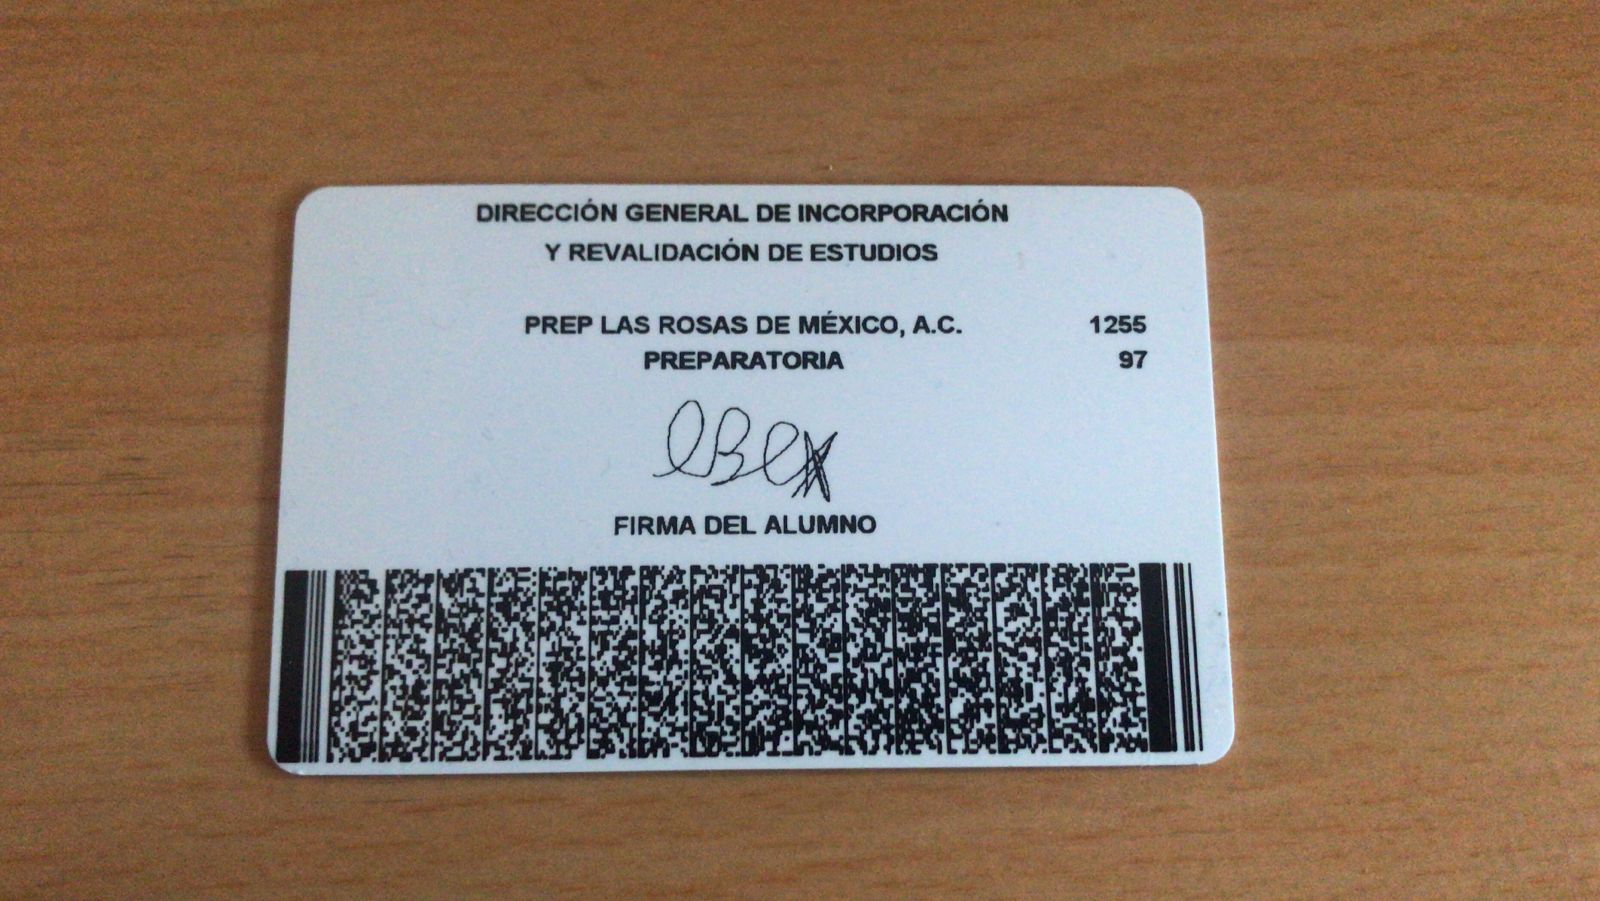 DIRECCIÓN GENERAL DE INCORPORACIÓN
Y REVALIDACIÓN DE ESTUDIOS
PREP LAS ROSAS DE MÉXICO, A.C. 1255
PREPARATORIA 97
FIRMA DEL ALUMNO